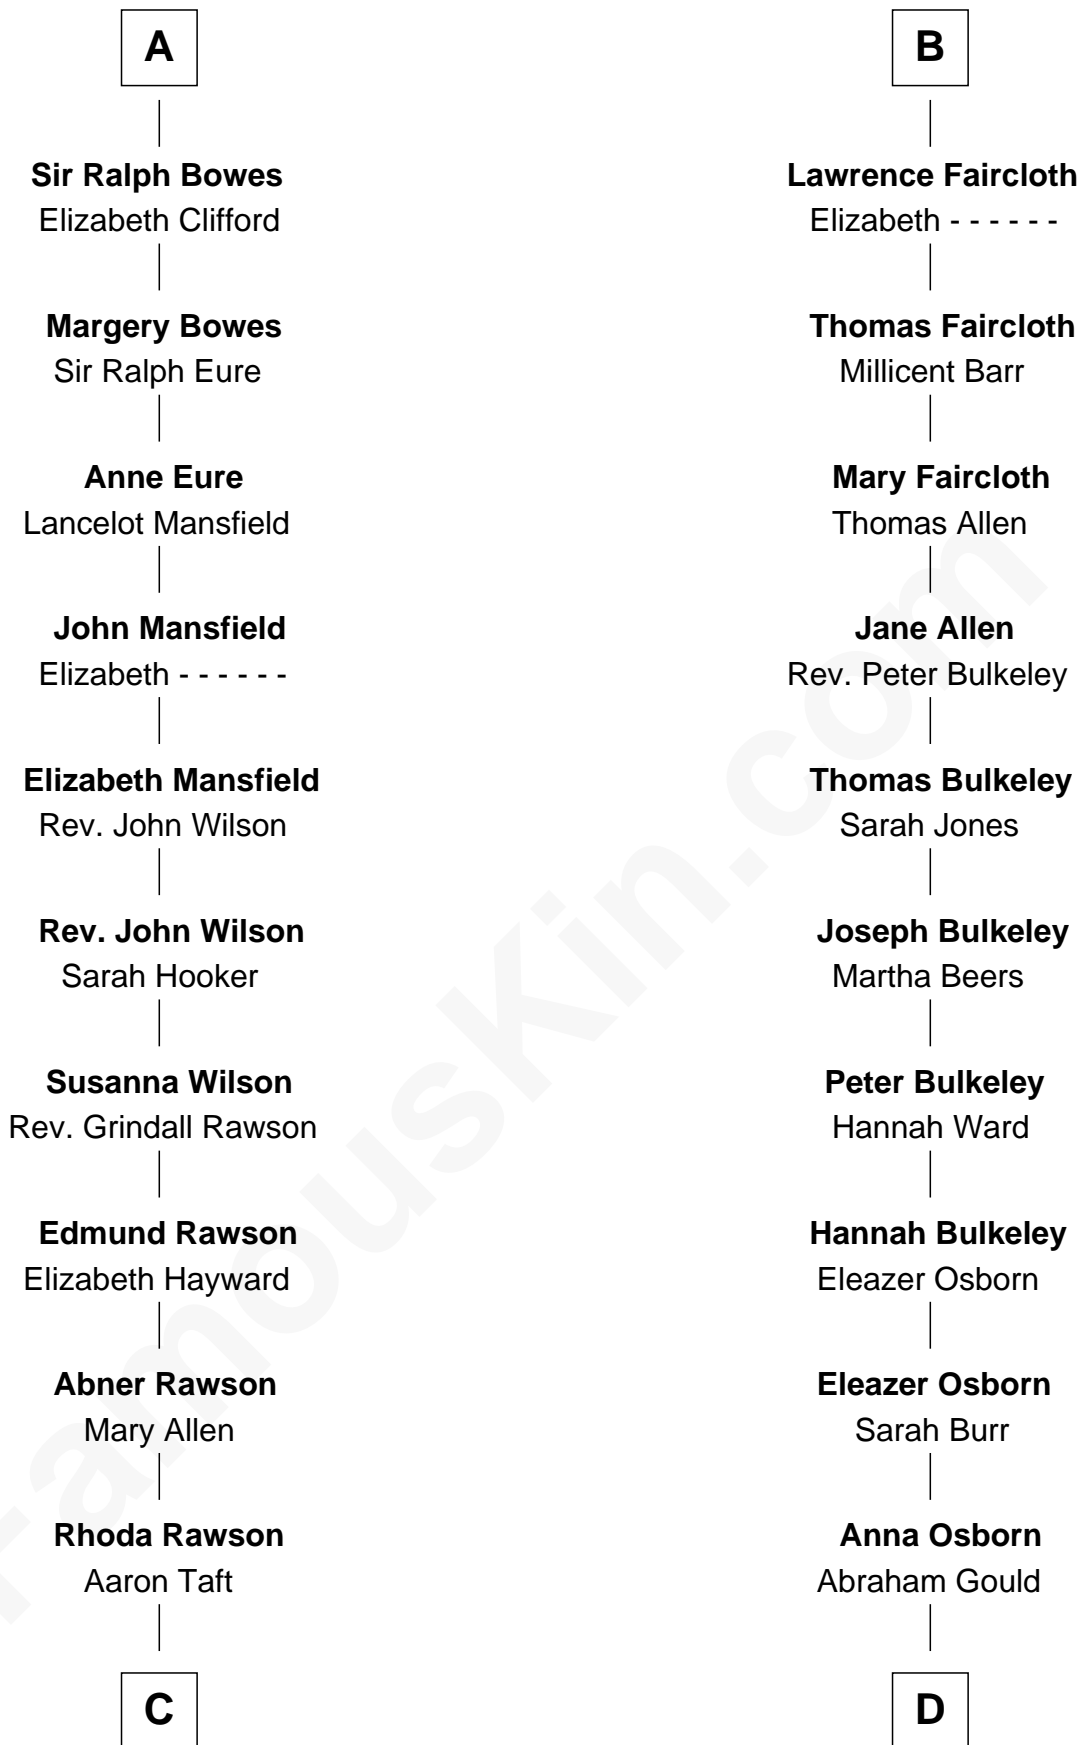 A
Sir Ralph Bowes
Elizabeth Clifford
Margery Bowes
Sir Ralph Eure
Anne Eure
Lancelot Mansfield
John Mansfield
Elizabeth - - - - - -
Elizabeth Mansfield
Rev. John Wilson
Rev. John Wilson
Sarah Hooker
Susanna Wilson
Rev. Grindall Rawson
Edmund Rawson
Elizabeth Hayward
Abner Rawson
Mary Allen
Rhoda Rawson
Aaron Taft
C
B
Lawrence Faircloth
Elizabeth - - - - - -
Thomas Faircloth
Millicent Barr
Mary Faircloth
Thomas Allen
Jane Allen
Rev. Peter Bulkeley
Thomas Bulkeley
Sarah Jones
Joseph Bulkeley
Martha Beers
Peter Bulkeley
Hannah Ward
Hannah Bulkeley
Eleazer Osborn
Eleazer Osborn
Sarah Burr
Anna Osborn
Abraham Gould
D
FamousKin.com